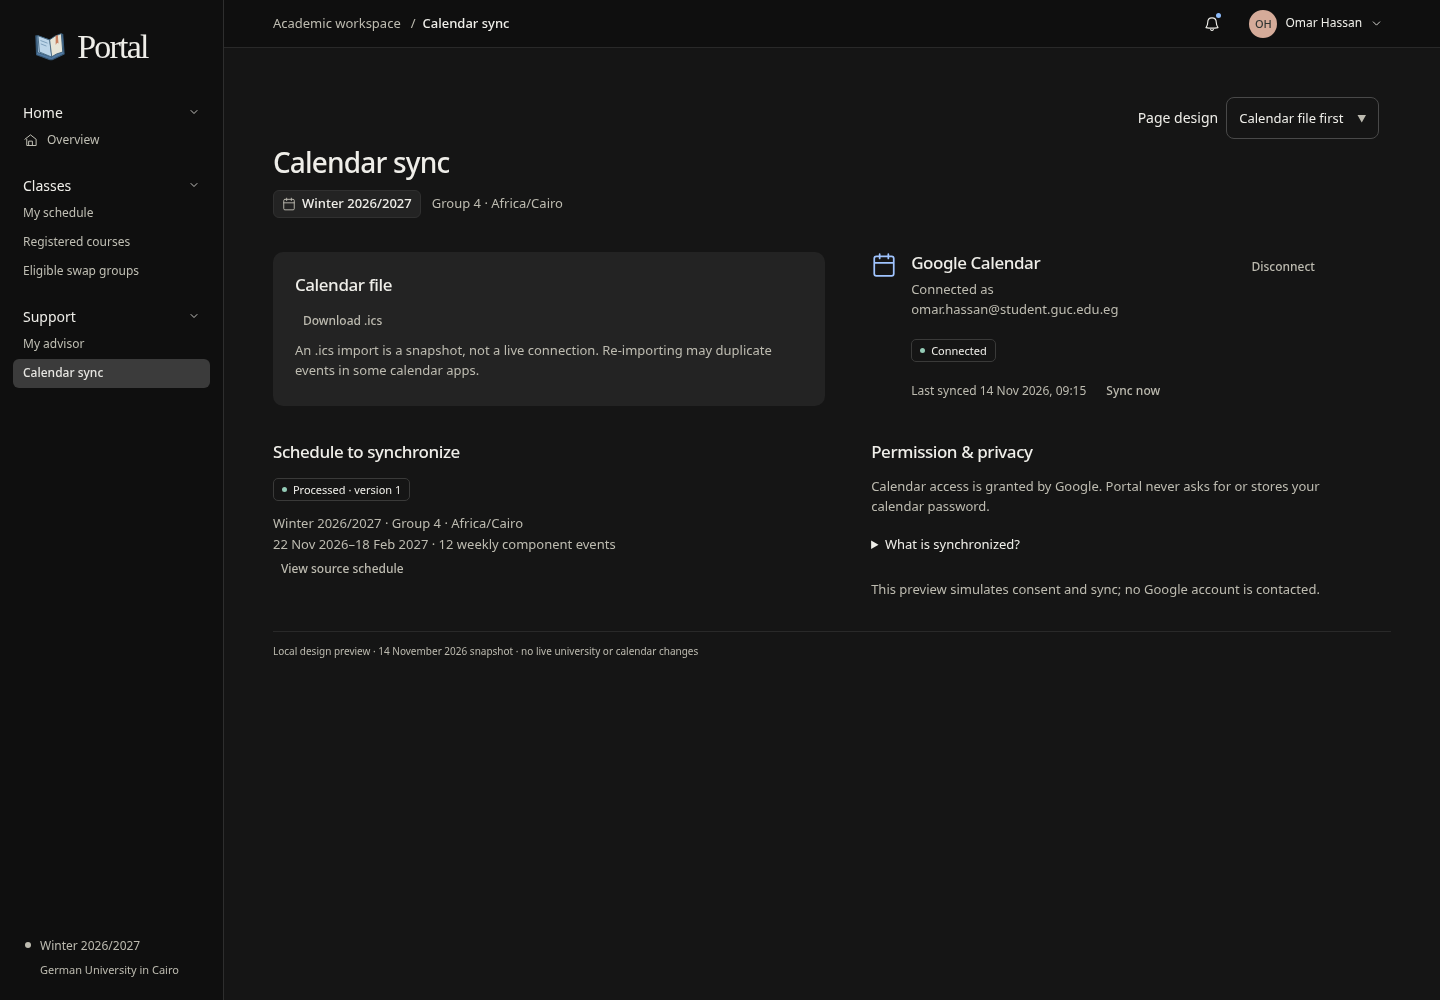 Portal
Home
Overview
Classes
My schedule
Registered courses
Eligible swap groups
Support
My advisor
Calendar sync
Winter 2026/2027
German University in Cairo
Academic workspace / Calendar sync
OH Omar Hassan
Page design Calendar file first
Calendar sync
Winter 2026/2027 Group 4 · Africa/Cairo
Calendar file
Download .ics
An .ics import is a snapshot, not a live connection. Re-importing may duplicate
events in some calendar apps.
Google Calendar
Disconnect
Connected as
omar.hassan@student.guc.edu.eg
Connected
Last synced 14 Nov 2026, 09:15 Sync now
Schedule to synchronize
Processed · version 1
Winter 2026/2027 · Group 4 · Africa/Cairo
22 Nov 2026–18 Feb 2027 · 12 weekly component events
View source schedule
Permission & privacy
Calendar access is granted by Google. Portal never asks for or stores your
calendar password.
What is synchronized?
This preview simulates consent and sync; no Google account is contacted.
Local design preview · 14 November 2026 snapshot · no live university or calendar changes